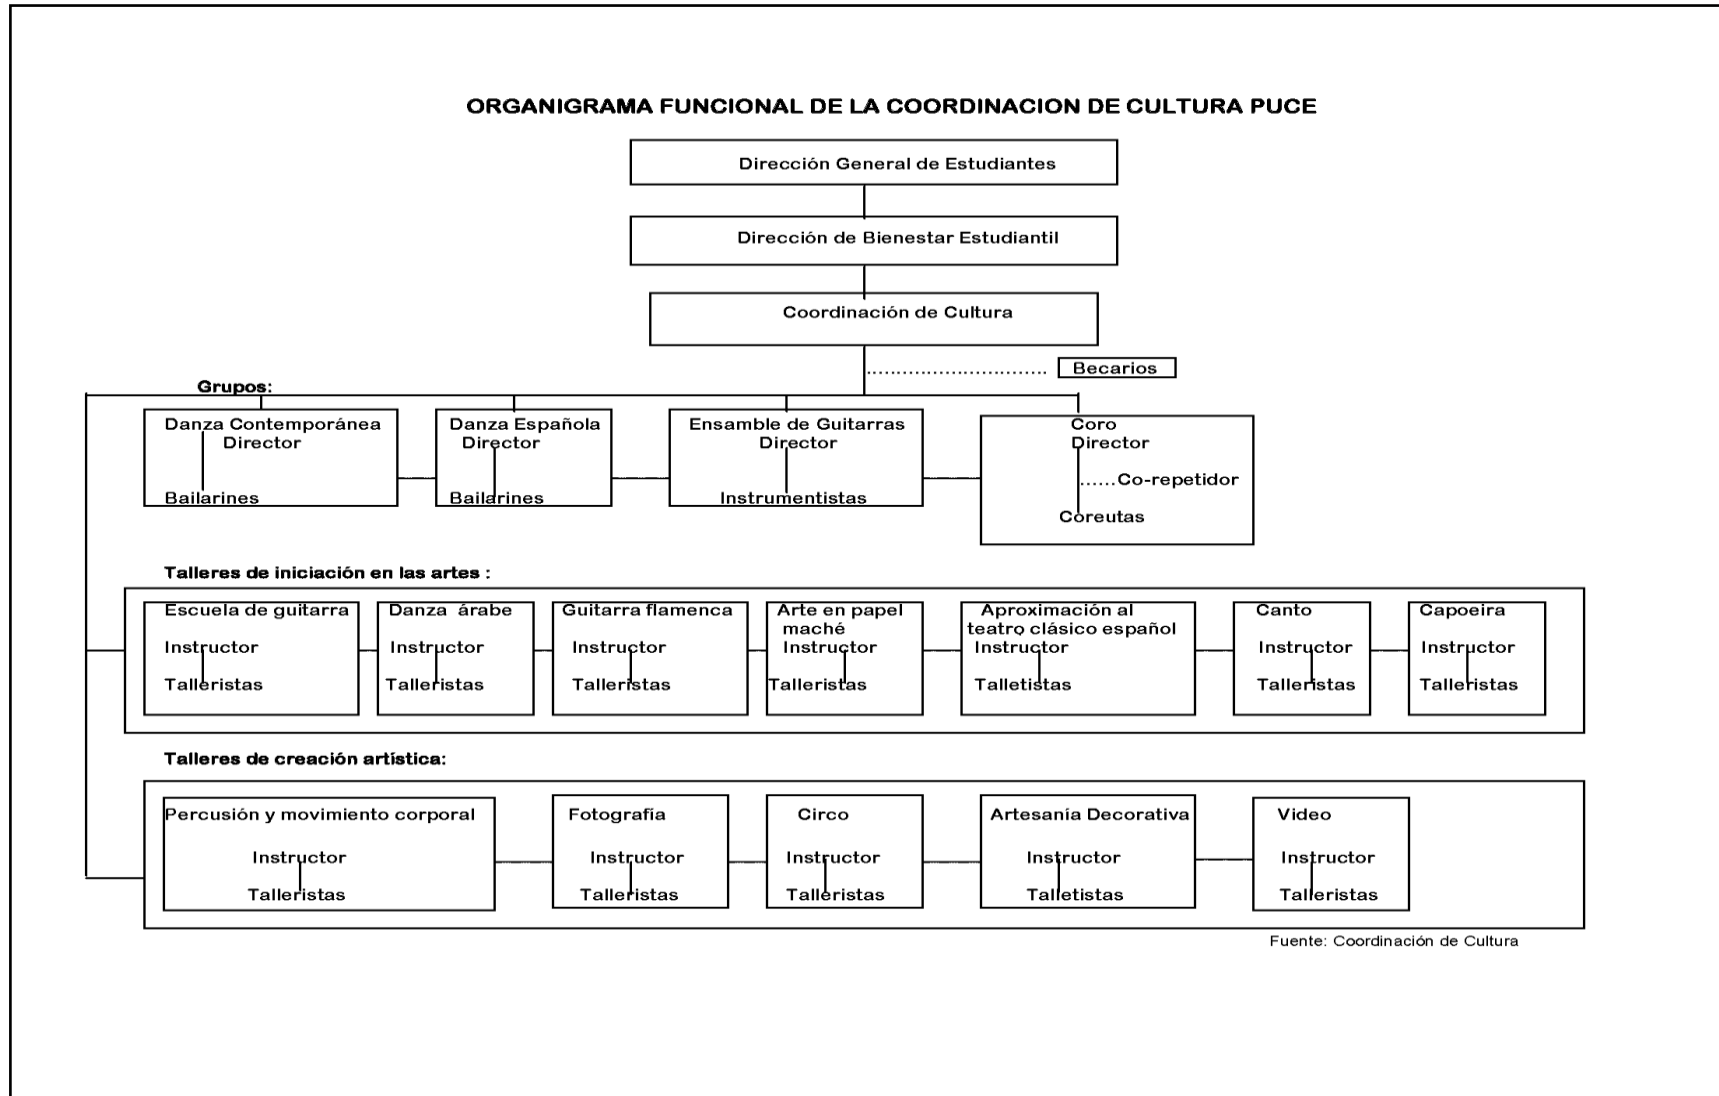 ORGANIGRAMA FUNCIONAL DE LA COORDINACION DE CULTURA PUCE
Dirección General de Estudiantes
Dirección de Bienestar Estudiantil
Coordinación de Cultura
Becarios
Grupos:
Danza Contemporánea
Director
Bailarines
Danza Española
Director
Bailarines
Ensamble de Guitarras
Director
Instrumentistas
Coro
Director
......Co-repetidor
Coreutas
Talleres de iniciación en las artes :
Escuela de guitarra
Instructor
Talleristas
Danza árabe
Instructor
Talleristas
Guitarra flamenca
Instructor
Talleristas
Arte en papel
maché
Instructor
Talleristas
Aproximación al
teatro clásico español
Instructor
Talletistas
Canto
Instructor
Talleristas
Capoeira
Instructor
Talleristas
Talleres de creación artística:
Percusión y movimiento corporal
Instructor
Talleristas
Fotografía
Instructor
Talleristas
Circo
Instructor
Talleristas
Artesanía Decorativa
Instructor
Talletistas
Video
Instructor
Talleristas
Fuente: Coordinación de Cultura